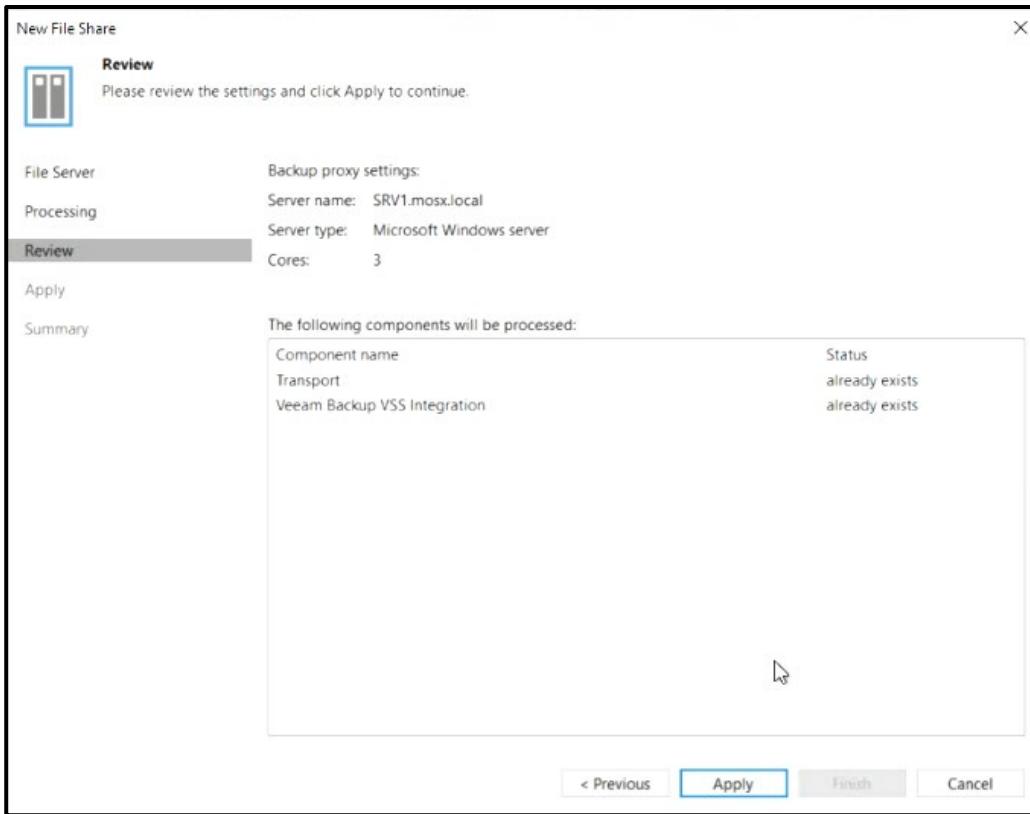 New File Share
Review
Please review the settings and click Apply to continue.
File Server
Processing
Review
Apply
Summary
Backup proxy settings:
Server name: SRV1.mosx.local
Server type: Microsoft Windows server
Cores: 3
The following components will be processed:
Component name Status
Transport already exists
Veeam Backup VSS Integration already exists
< Previous Apply Finish Cancel